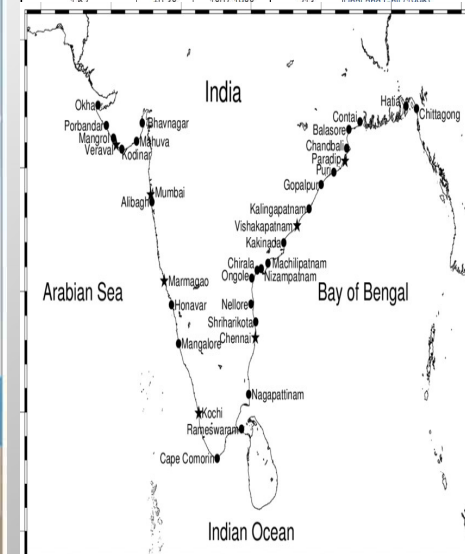 India
Okha
Porbandar
Mangrol
Veraval
Kodinar
Bhavnagar
Mahuva
Mumbai
Alibagh
Hatia
Chittagong
Contai
Balasore
Chandbali
Paradip
Puri
Gopalpur
Kalingapatnam
Vishakapatnam
Kakinada
Chirala
Machilipatnam
Ongole
Nizampatnam
Arabian Sea
Marmagao
Bay of Bengal
Honavar
Nellore
Shriharikota
Chennai
Mangalore
Nagapattinam
Kochi
Rameswaram
Cape Comorin
Indian Ocean